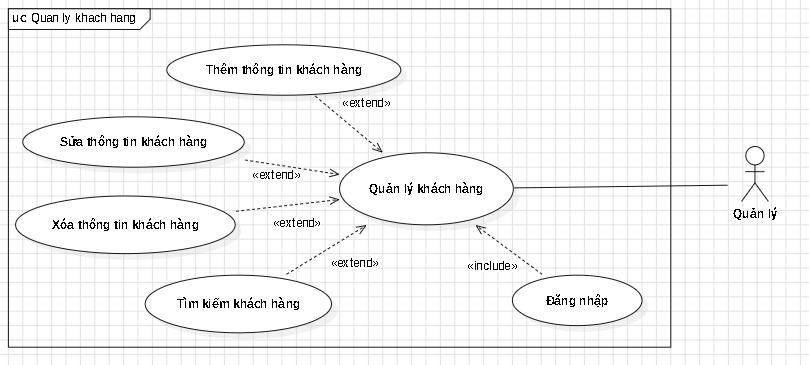 uc Quan ly khach hang
Thêm thông tin khách hàng
«extend»
Sửa thông tin khách hàng
«extend»
Quản lý khách hàng
Quản lý
Xóa thông tin khách hàng
«extend»
«extend»
«include»
Tìm kiếm khách hàng
Đăng nhập